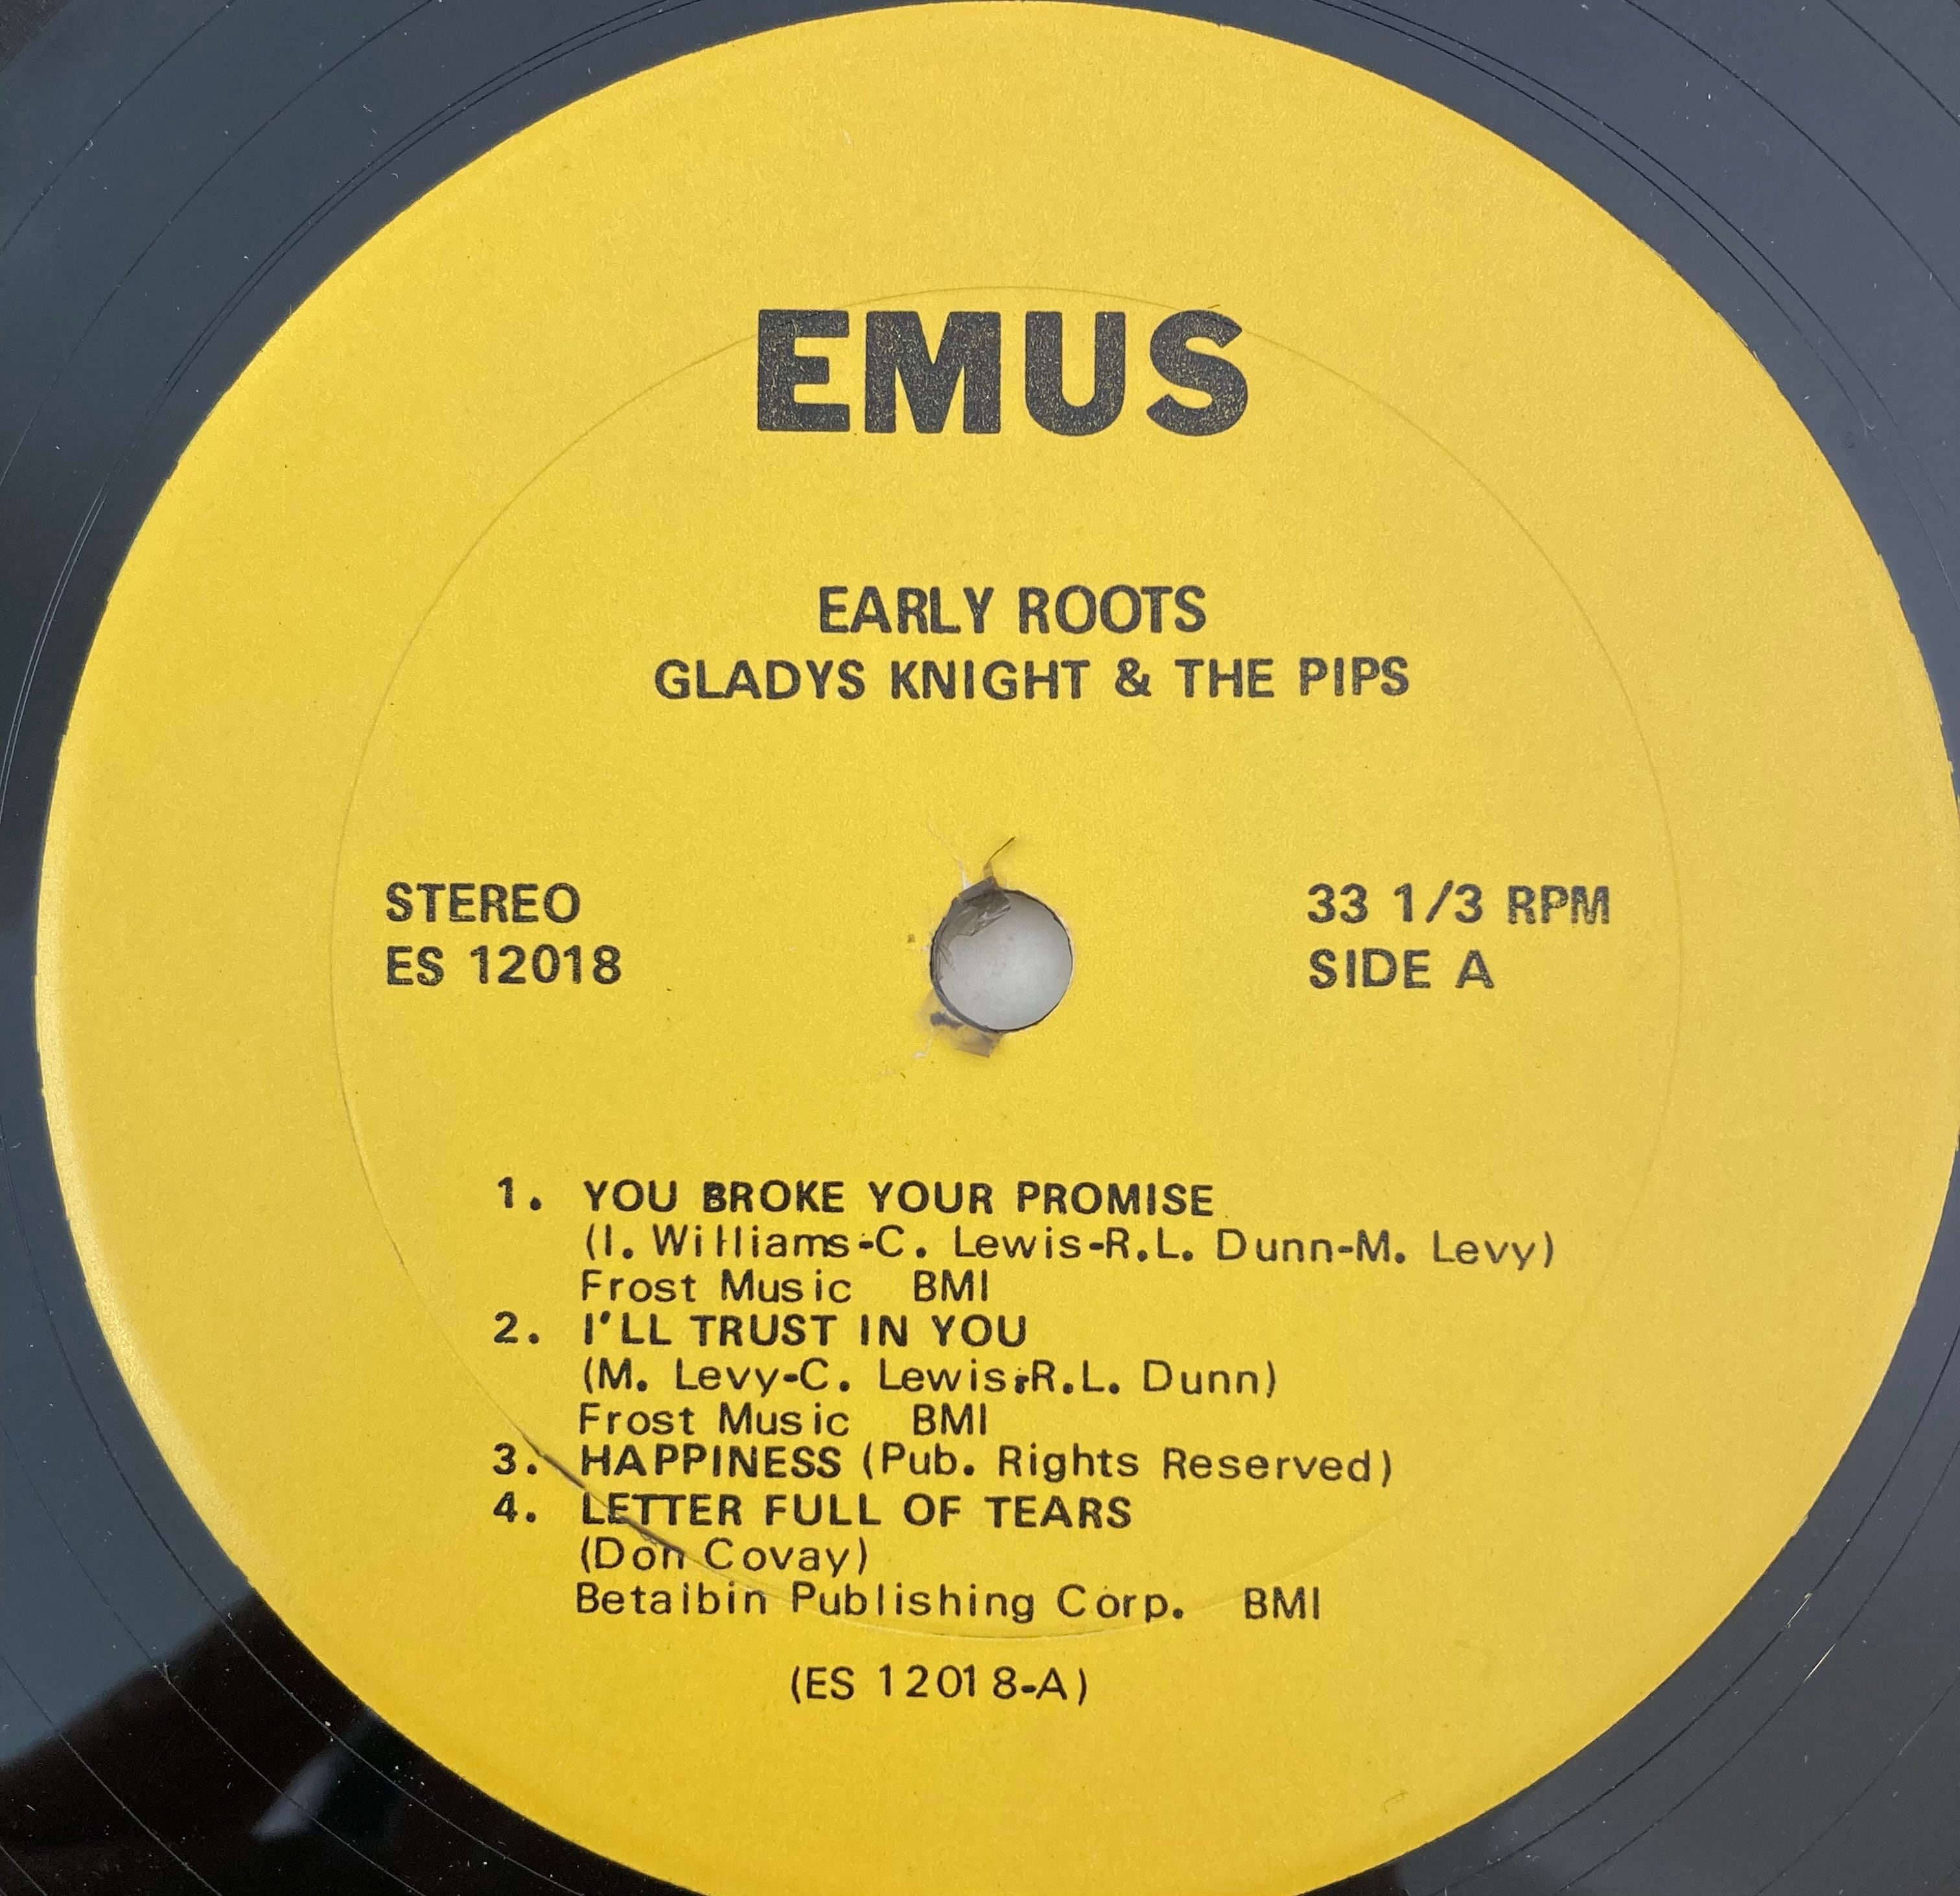 EMUS
EARLY ROOTS
GLADYS KNIGHT & THE PIPS
STEREO
ES 12018
33 1/3 RPM
SIDE A
1. YOU BROKE YOUR PROMISE
(I. Williams-C. Lewis-R.L. Dunn-M. Levy)
Frost Music BMI
2. I'LL TRUST IN YOU
(M. Levy-C. Lewis-R.L. Dunn)
Frost Music BMI
3. HAPPINESS (Pub. Rights Reserved)
4. LETTER FULL OF TEARS
(Don Covay)
Betalbin Publishing Corp. BMI
(ES 12018-A)